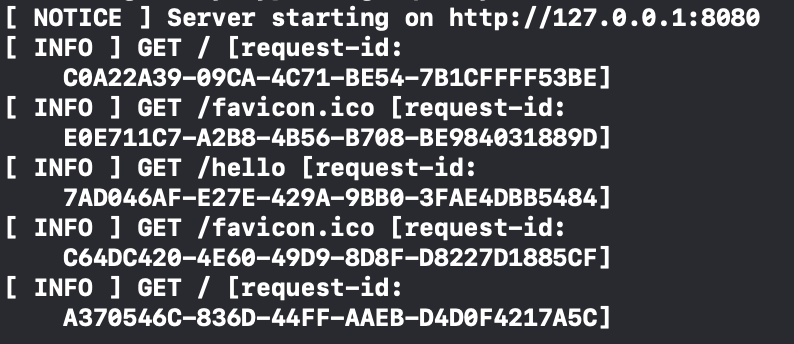 [ NOTICE ] Server starting on http://127.0.0.1:8080
[ INFO ] GET / [request-id:
C0A22A39-09CA-4C71-BE54-7B1CFFFF53BE]
[ INFO ] GET /favicon.ico [request-id:
E0E711C7-A2B8-4B56-B708-BE984031889D]
[ INFO ] GET /hello [request-id:
7AD046AF-E27E-429A-9BB0-3FAE4DBB5484]
[ INFO ] GET /favicon.ico [request-id:
C64DC420-4E60-49D9-8D8F-D8227D1885CF]
[ INFO ] GET / [request-id:
A370546C-836D-44FF-AAEB-D4D0F4217A5C]